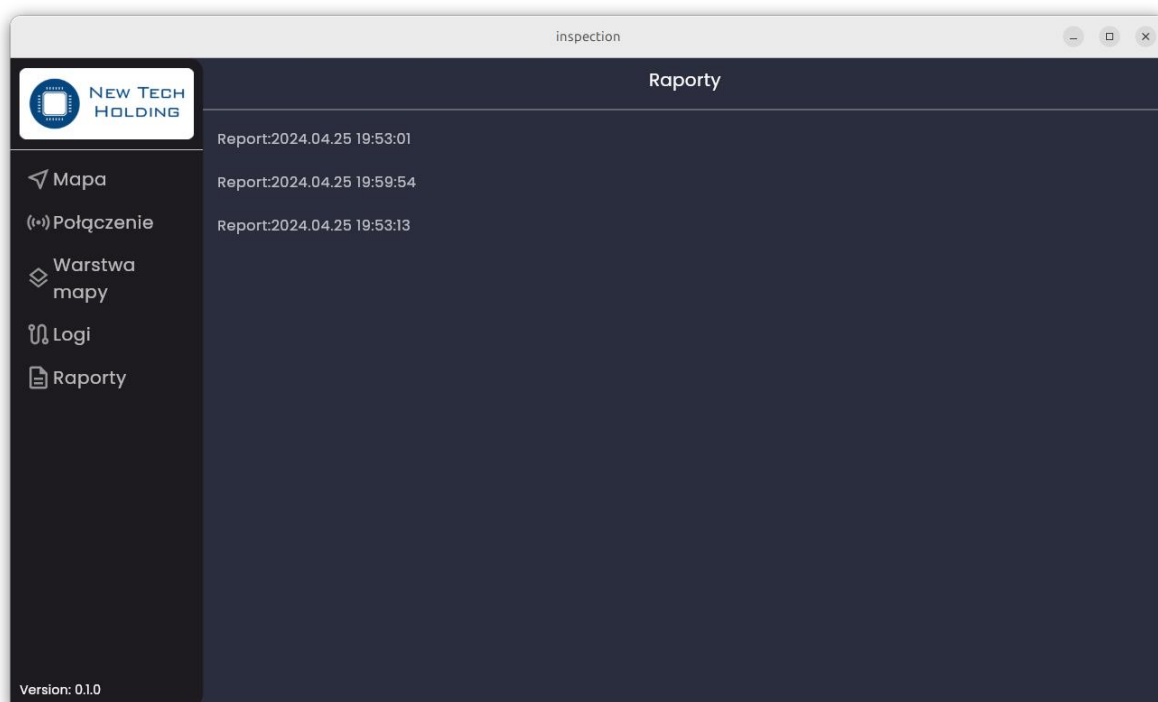 inspection
NEW TECH
HOLDING
Mapa
Połączenie
Warstwa
mapy
Logi
Raporty
Version: 0.1.0
Raporty
Report:2024.04.25 19:53:01
Report:2024.04.25 19:59:54
Report:2024.04.25 19:53:13